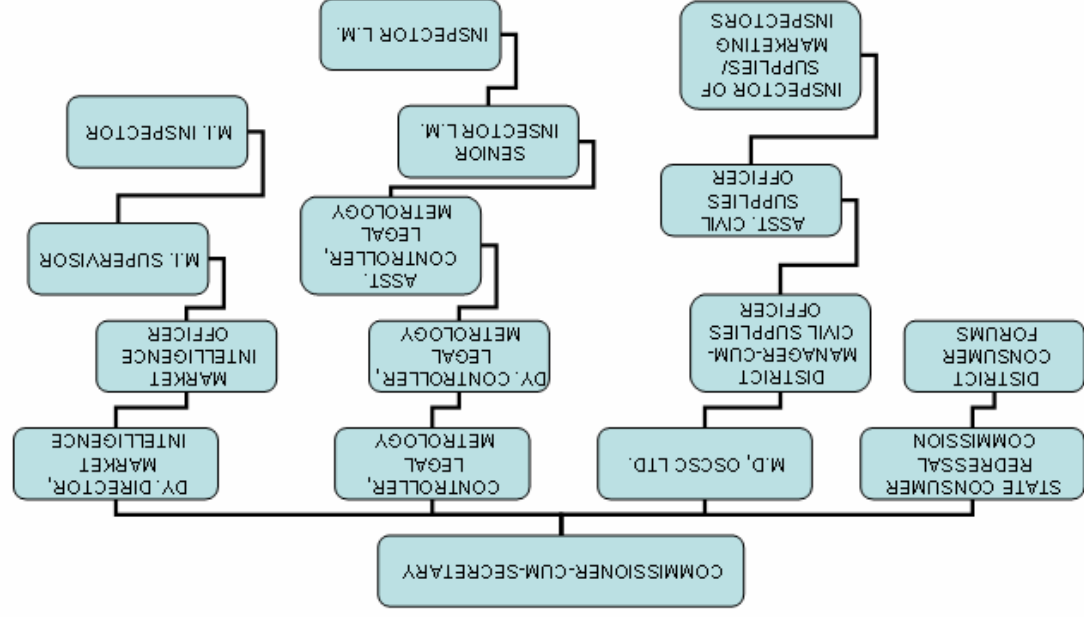 COMMISSIONER-CUM-SECRETARY
STATE CONSUMER
REDRESSAL
COMMISSION
M.D, OSCSC LTD.
CONTROLLER,
LEGAL
METROLOGY
DY. DIRECTOR,
MARKET
INTELLIGENCE
DISTRICT
CONSUMER
FORUMS
DISTRICT
MANAGER-CUM-
CIVIL SUPPLIES
OFFICER
DY. CONTROLLER,
LEGAL
METROLOGY
MARKET
INTELLIGENCE
OFFICER
ASST. CIVIL
SUPPLIES
OFFICER
ASST.
CONTROLLER,
LEGAL
METROLOGY
M.I. SUPERVISOR
INSPECTOR OF
SUPPLIES/
MARKETING
INSPECTORS
SENIOR
INSECTOR L.M.
M.I. INSPECTOR
INSPECTOR L.M.